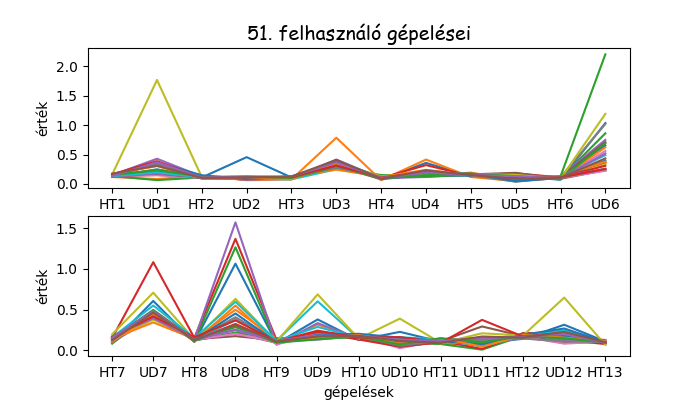 51. felhasználó gépelései
érték
2.0
1.5
1.0
0.5
0.0
HT1 UD1 HT2 UD2 HT3 UD3 HT4 UD4 HT5 UD5 HT6 UD6
érték
1.5
1.0
0.5
0.0
HT7 UD7 HT8 UD8 HT9 UD9 HT10 UD10 HT11 UD11 HT12 UD12 HT13
gépelések